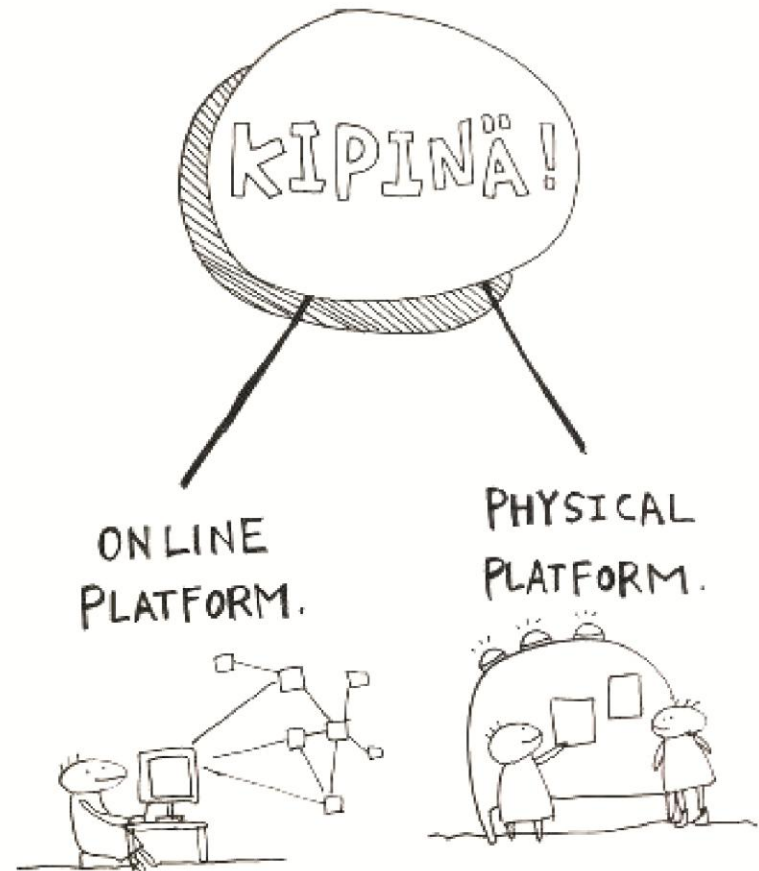 KIPINÄ!
ONLINE
PLATFORM.
PHYSICAL
PLATFORM.